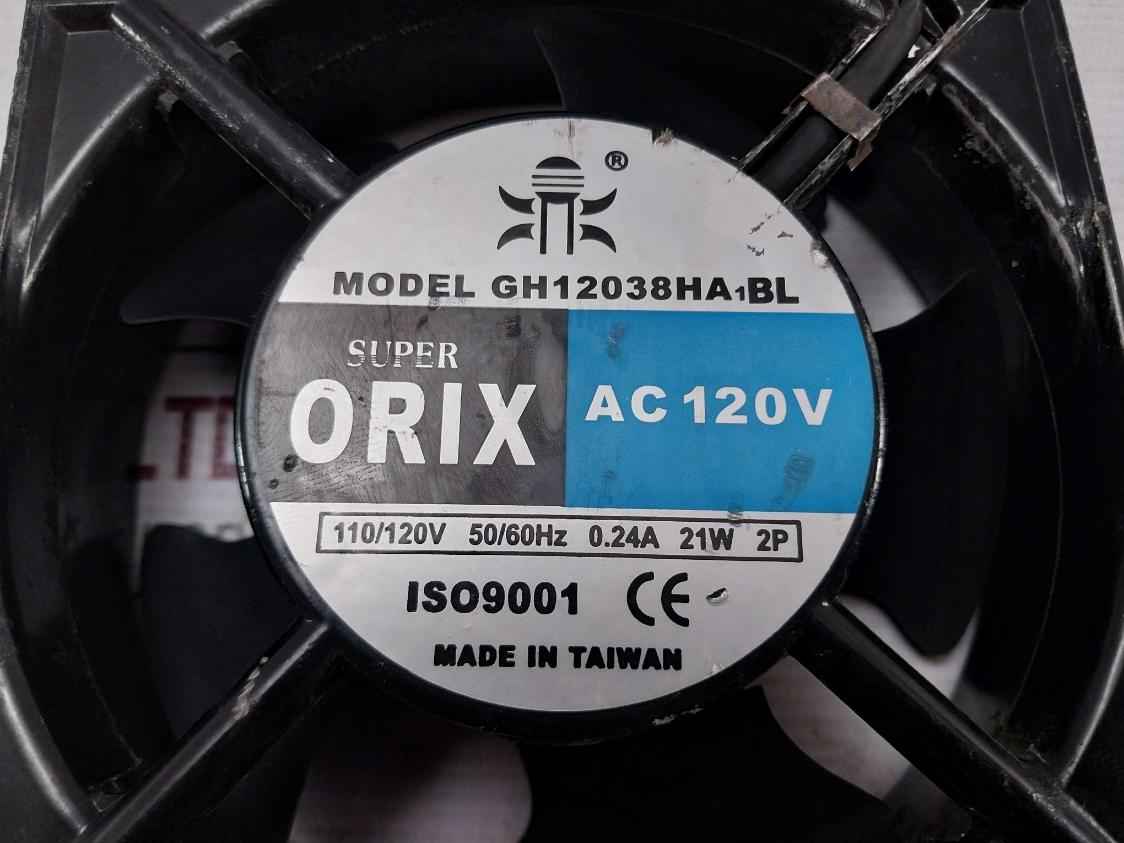 ®
MODEL GH12038HA₁BL
SUPER
ORIX
AC 120V
110/120V 50/60Hz 0.24A 21W 2P
ISO9001 CE
MADE IN TAIWAN
LTD